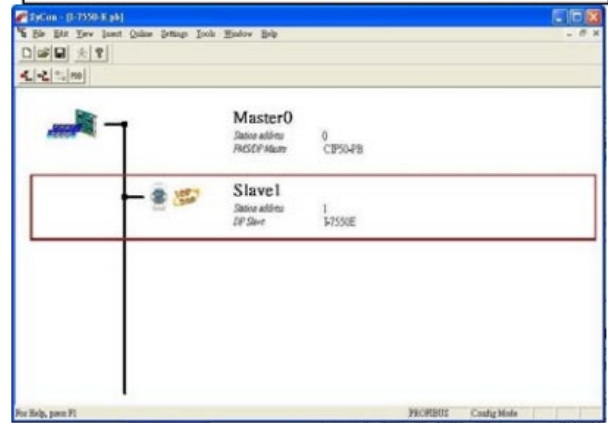 SyCon - [I-7550-E.pb]
File Edit View Insert Online Settings Tools Window Help
Master0
Station address 0
FMS/DP Master CIF50-PB
Slave1
Station address 1
DP Slave I-7550E
For Help, press F1 PROFIBUS Config Mode